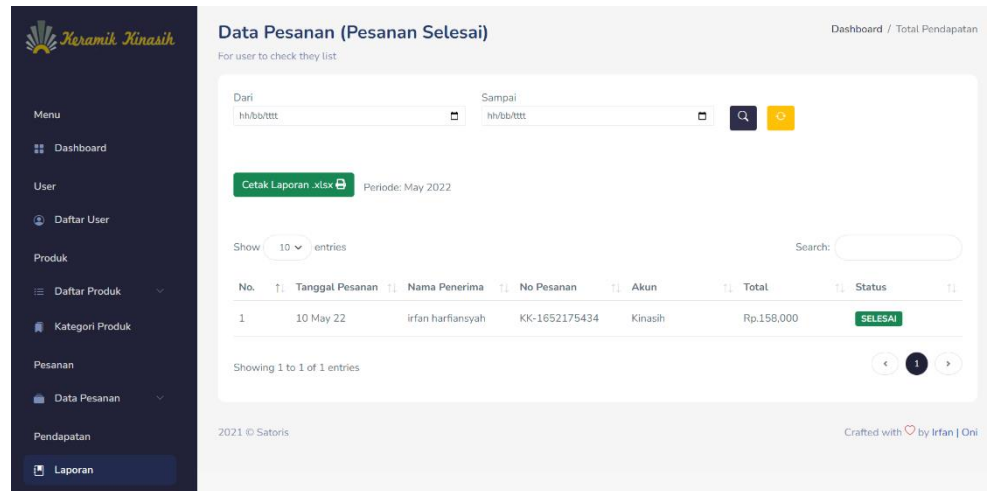 Keramik Kinasih
Data Pesanan (Pesanan Selesai)
Dashboard / Total Pendapatan
For user to check they list
Menu
Dashboard
User
Daftar User
Produk
Daftar Produk
Kategori Produk
Pesanan
Data Pesanan
Pendapatan
Laporan
Dari Sampai
hh/bb/tttt hh/bb/tttt
Cetak Laporan .xlsx Periode: May 2022
Show 10 entries Search:
No. Tanggal Pesanan Nama Penerima No Pesanan Akun Total Status
1 10 May 22 irfan harfiansyah KK-1652175434 Kinasih Rp.158,000 SELESAI
Showing 1 to 1 of 1 entries ‹ 1 ›
2021 © Satoris Crafted with ♡ by Irfan | Oni